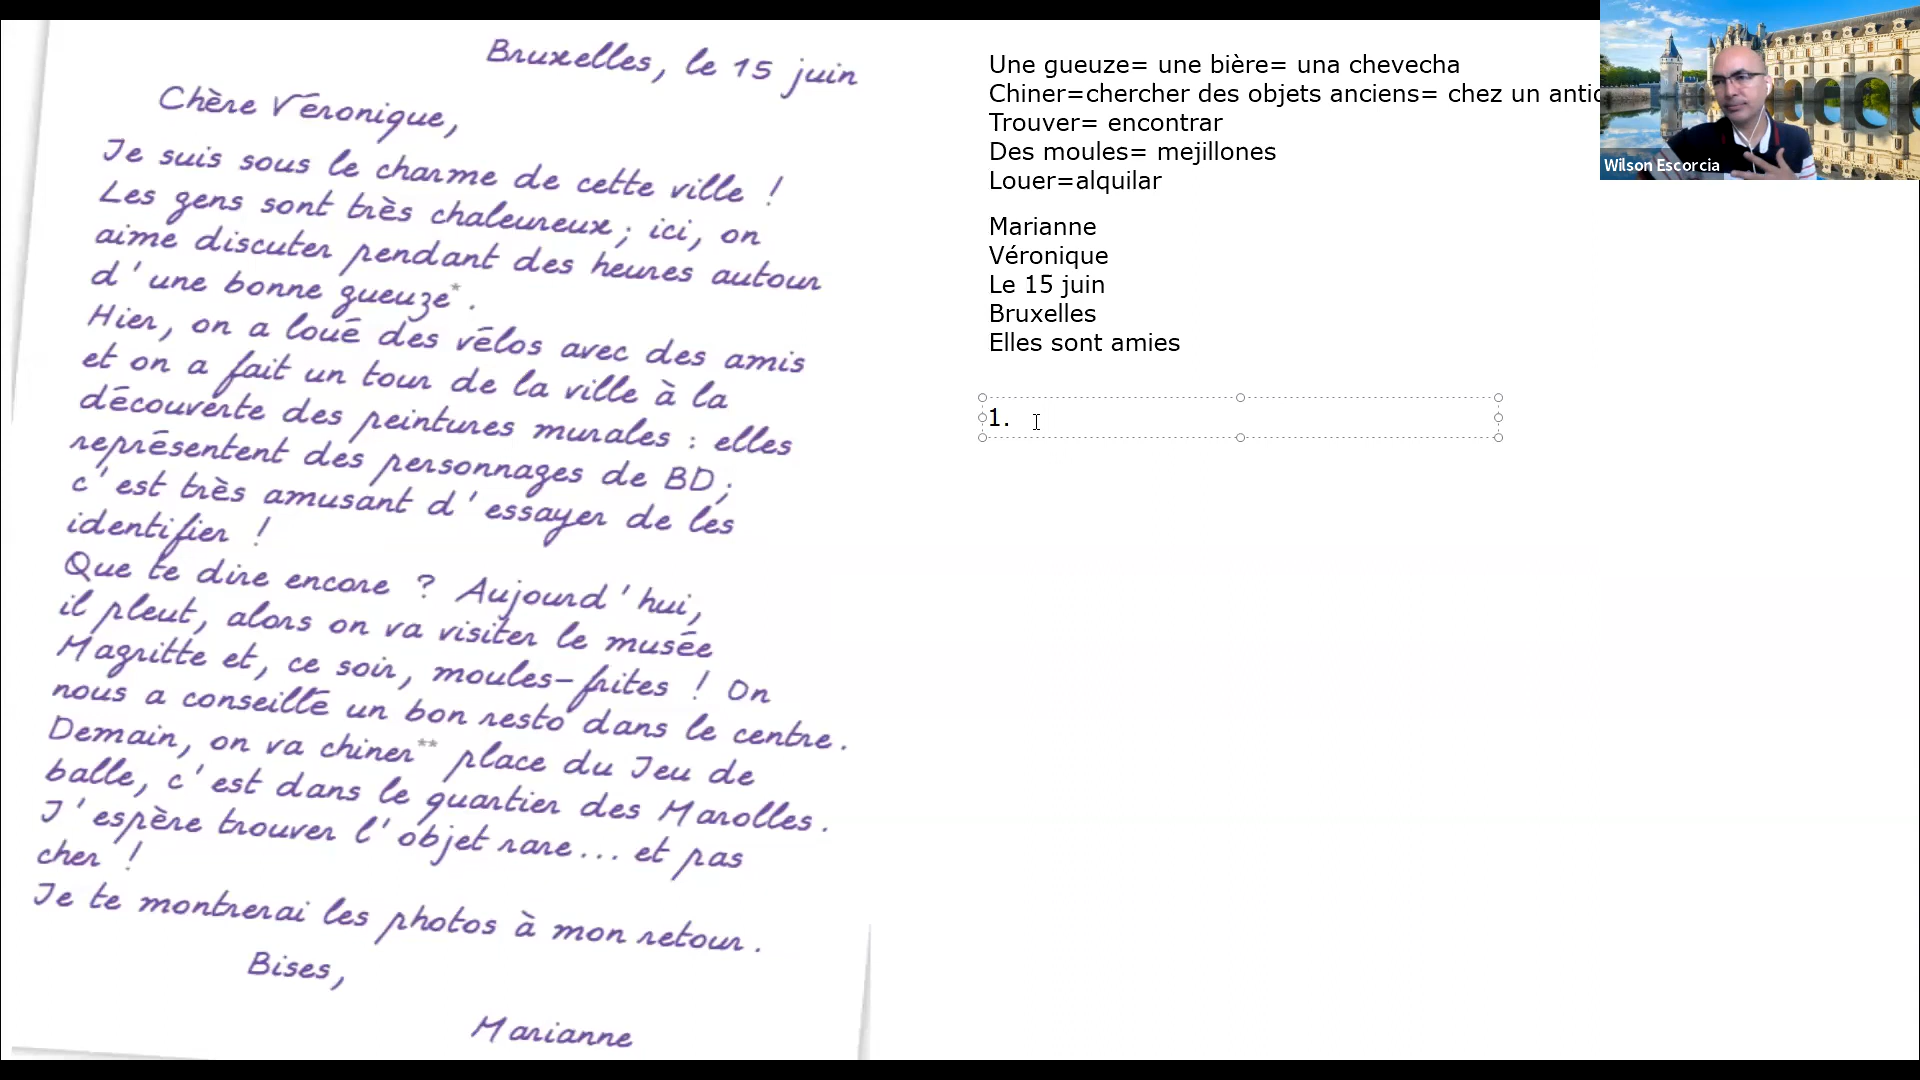 Bruxelles, le 15 juin
Chère Véronique,
Je suis sous le charme de cette ville !
Les gens sont très chaleureux ; ici, on
aime discuter pendant des heures autour
d'une bonne gueuze*.
Hier, on a loué des vélos avec des amis
et on a fait un tour de la ville à la
découverte des peintures murales : elles
représentent des personnages de BD ;
c'est très amusant d'essayer de les
identifier !
Que te dire encore ? Aujourd'hui,
il pleut, alors on va visiter le musée
Magritte et, ce soir, moules-frites ! On
nous a conseillé un bon resto dans le centre.
Demain, on va chiner** place du Jeu de
balle, c'est dans le quartier des Marolles.
J'espère trouver l'objet rare... et pas
cher !
Je te montrerai les photos à mon retour.
Bises,
Marianne
Une gueuze= une bière= una chevecha
Chiner=chercher des objets anciens= chez un
Trouver= encontrar
Des moules= mejillones
Louer=alquilar
Marianne
Véronique
Le 15 juin
Bruxelles
Elles sont amies
1.
Wilson Escorcia